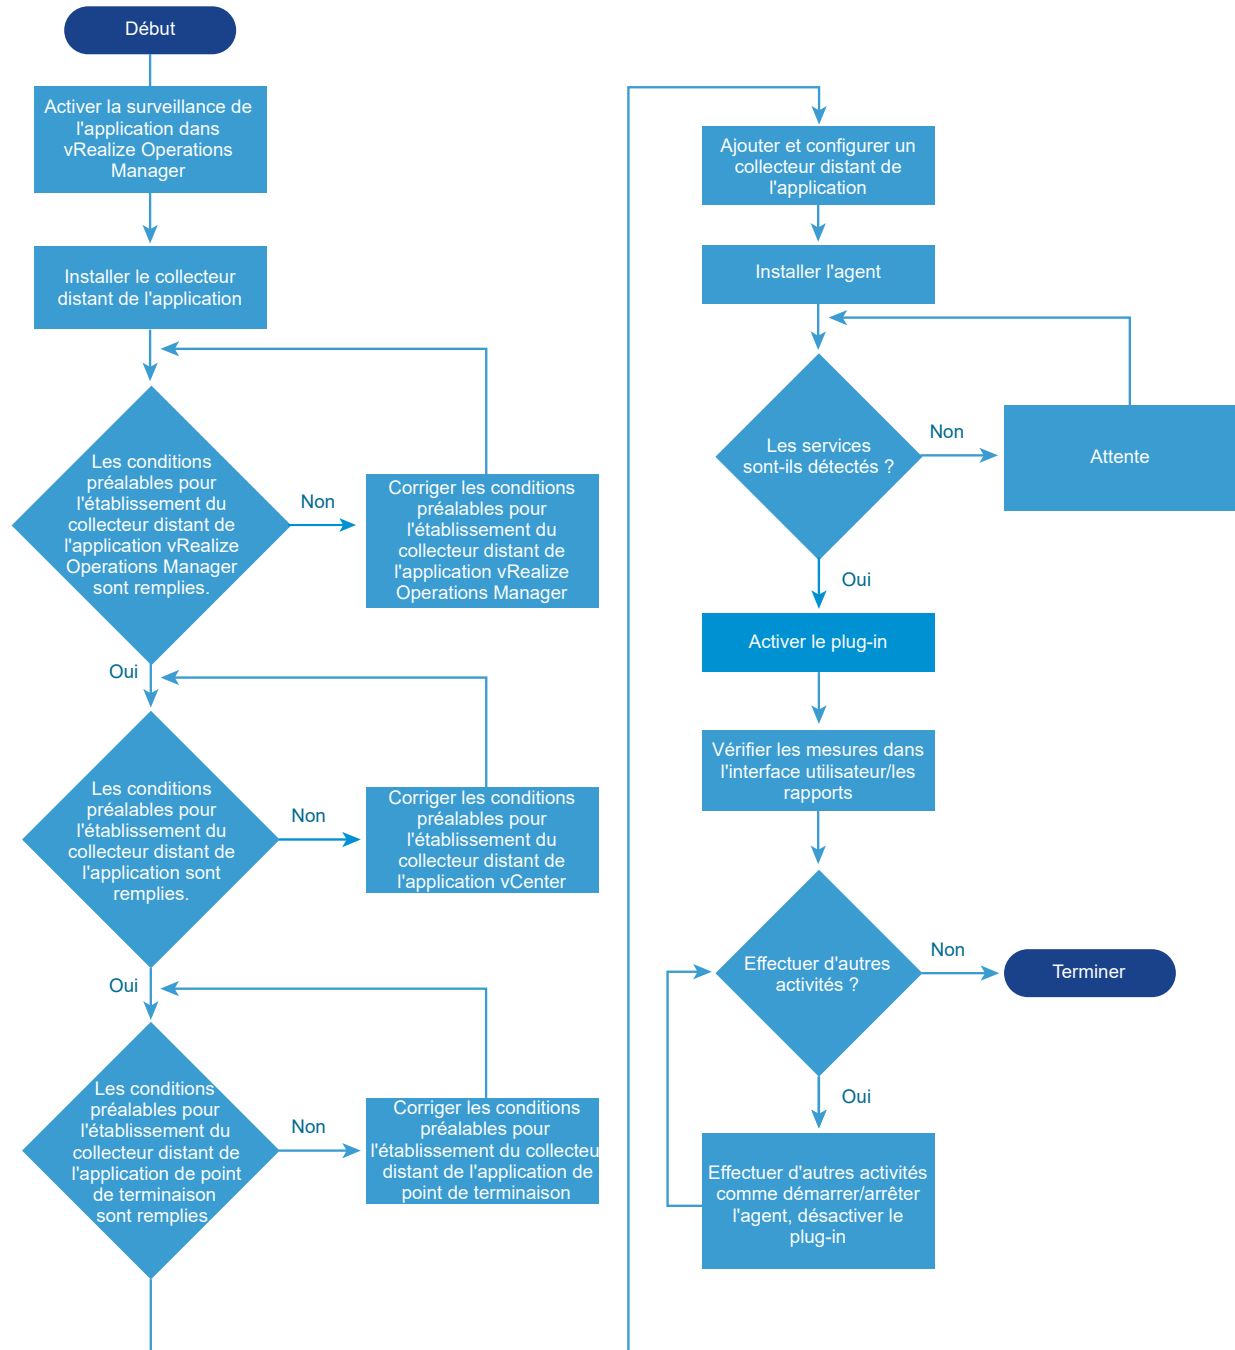 Début
Activer la surveillance de
l'application dans
vRealize Operations
Manager
Installer le collecteur
distant de l'application
Les conditions
préalables pour
l'établissement du
collecteur distant de
l'application vRealize
Operations Manager
sont remplies.
Non
Corriger les conditions
préalables pour
l'établissement du
collecteur distant de
l'application vRealize
Operations Manager
Oui
Les conditions
préalables pour
l'établissement du
collecteur distant de
l'application sont
remplies.
Non
Corriger les conditions
préalables pour
l'établissement du
collecteur distant de
l'application vCenter
Oui
Les conditions
préalables pour
l'établissement du
collecteur distant de
l'application de point
de terminaison
sont remplies
Non
Corriger les conditions
préalables pour
l'établissement du collecteu
distant de l'application de
point de terminaison
Ajouter et configurer un
collecteur distant de
l'application
Installer l'agent
Les services
sont-ils détectés ?
Non
Attente
Oui
Activer le plug-in
Vérifier les mesures dans
l'interface utilisateur/les
rapports
Effectuer d'autres
activités ?
Non
Terminer
Oui
Effectuer d'autres activités
comme démarrer/arrêter
l'agent, désactiver le
plug-in